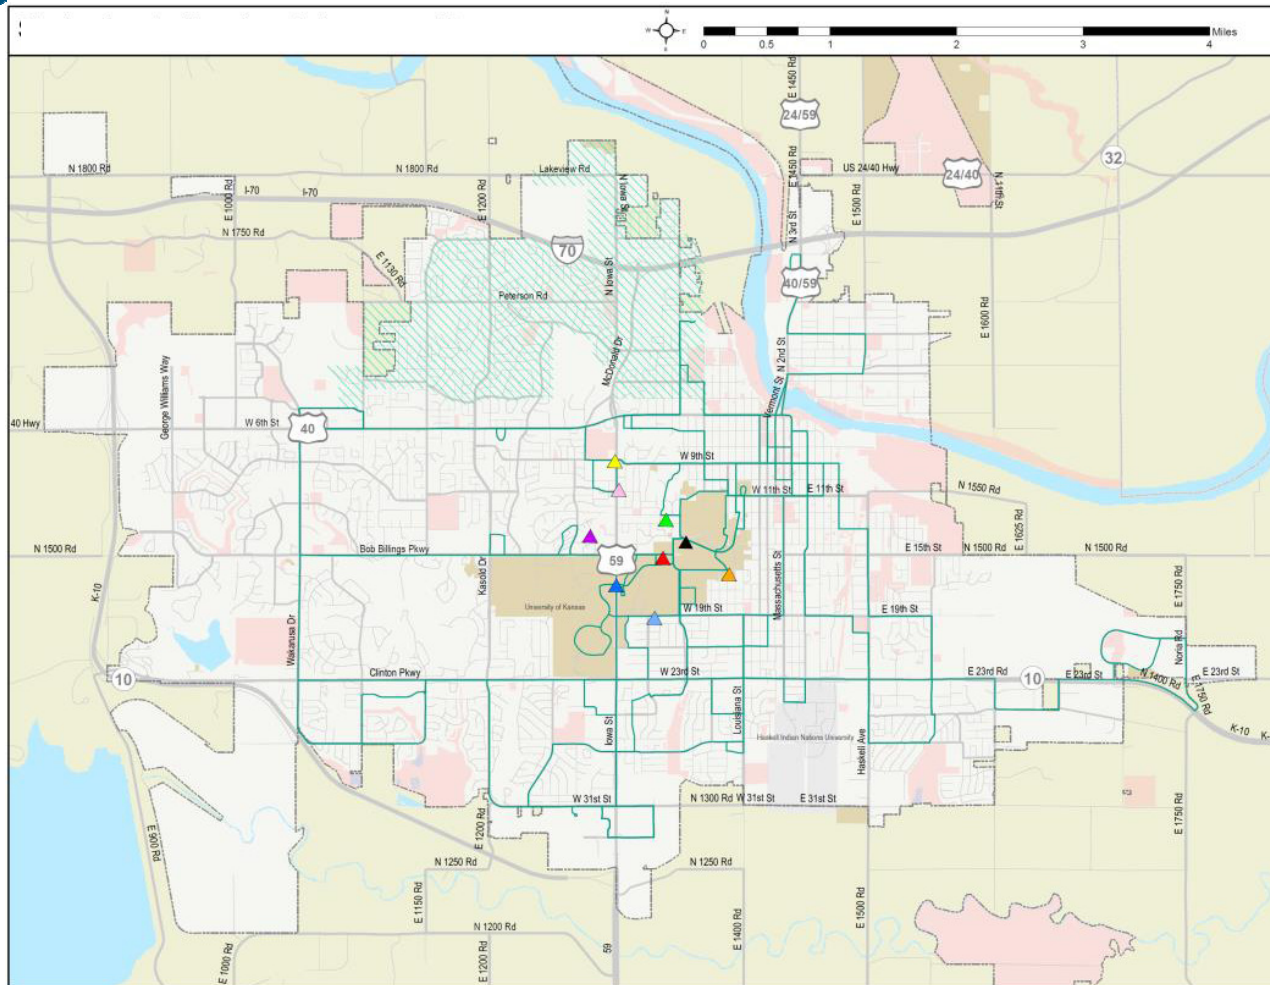 N
W E
S
0 0.5 1 2 3 4 Miles
E 1450 Rd
24/59
32
N 1800 Rd
N 1800 Rd
Lakeview Rd
E 1450 Rd
US 24/40 Hwy
24/40
I-70
I-70
E 1000 Rd
E 1200 Rd
N Iowa St
E 1500 Rd
N 11th St
N 3rd St
N 1750 Rd
70
E 1130 Rd
N Iowa St
40/59
Peterson Rd
E 1600 Rd
McDonald Dr
N 2nd St
George Williams Way
Vermont St
40 Hwy
W 6th St
40
W 9th St
W 11th St
E 11th St
N 1550 Rd
E 1625 Rd
N 1500 Rd
Bob Billings Pkwy
59
E 15th St
N 1500 Rd
N 1500 Rd
K-10
Kasold Dr
Massachusetts St
E 1750 Rd
University of Kansas
W 19th St
E 19th St
Wakarusa Dr
Noria Rd
10
Clinton Pkwy
W 23rd St
E 23rd Rd
10
E 23rd St
N 1400 Rd
E 23rd St
E 1750 Rd
Iowa St
Louisiana St
Haskell Indian Nations University
Haskell Ave
K-10
K-
W 31st St
N 1300 Rd
W 31st St
E 31st St
E 900 Rd
E 1200 Rd
E 1750 Rd
N 1250 Rd
N 1250 Rd
E 1150 Rd
N 1200 Rd
E 1400 Rd
E 1500 Rd
E 1000 Rd
E 1200 Rd
59